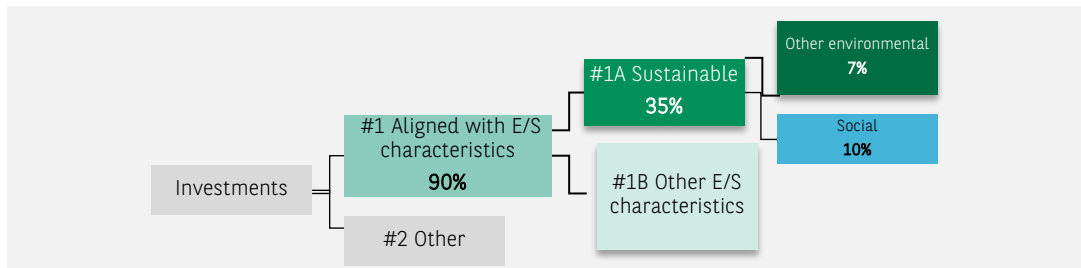 Investments
#1 Aligned with E/S
characteristics
90%
#2 Other
#1A Sustainable
35%
#1B Other E/S
characteristics
Other environmental
7%
Social
10%